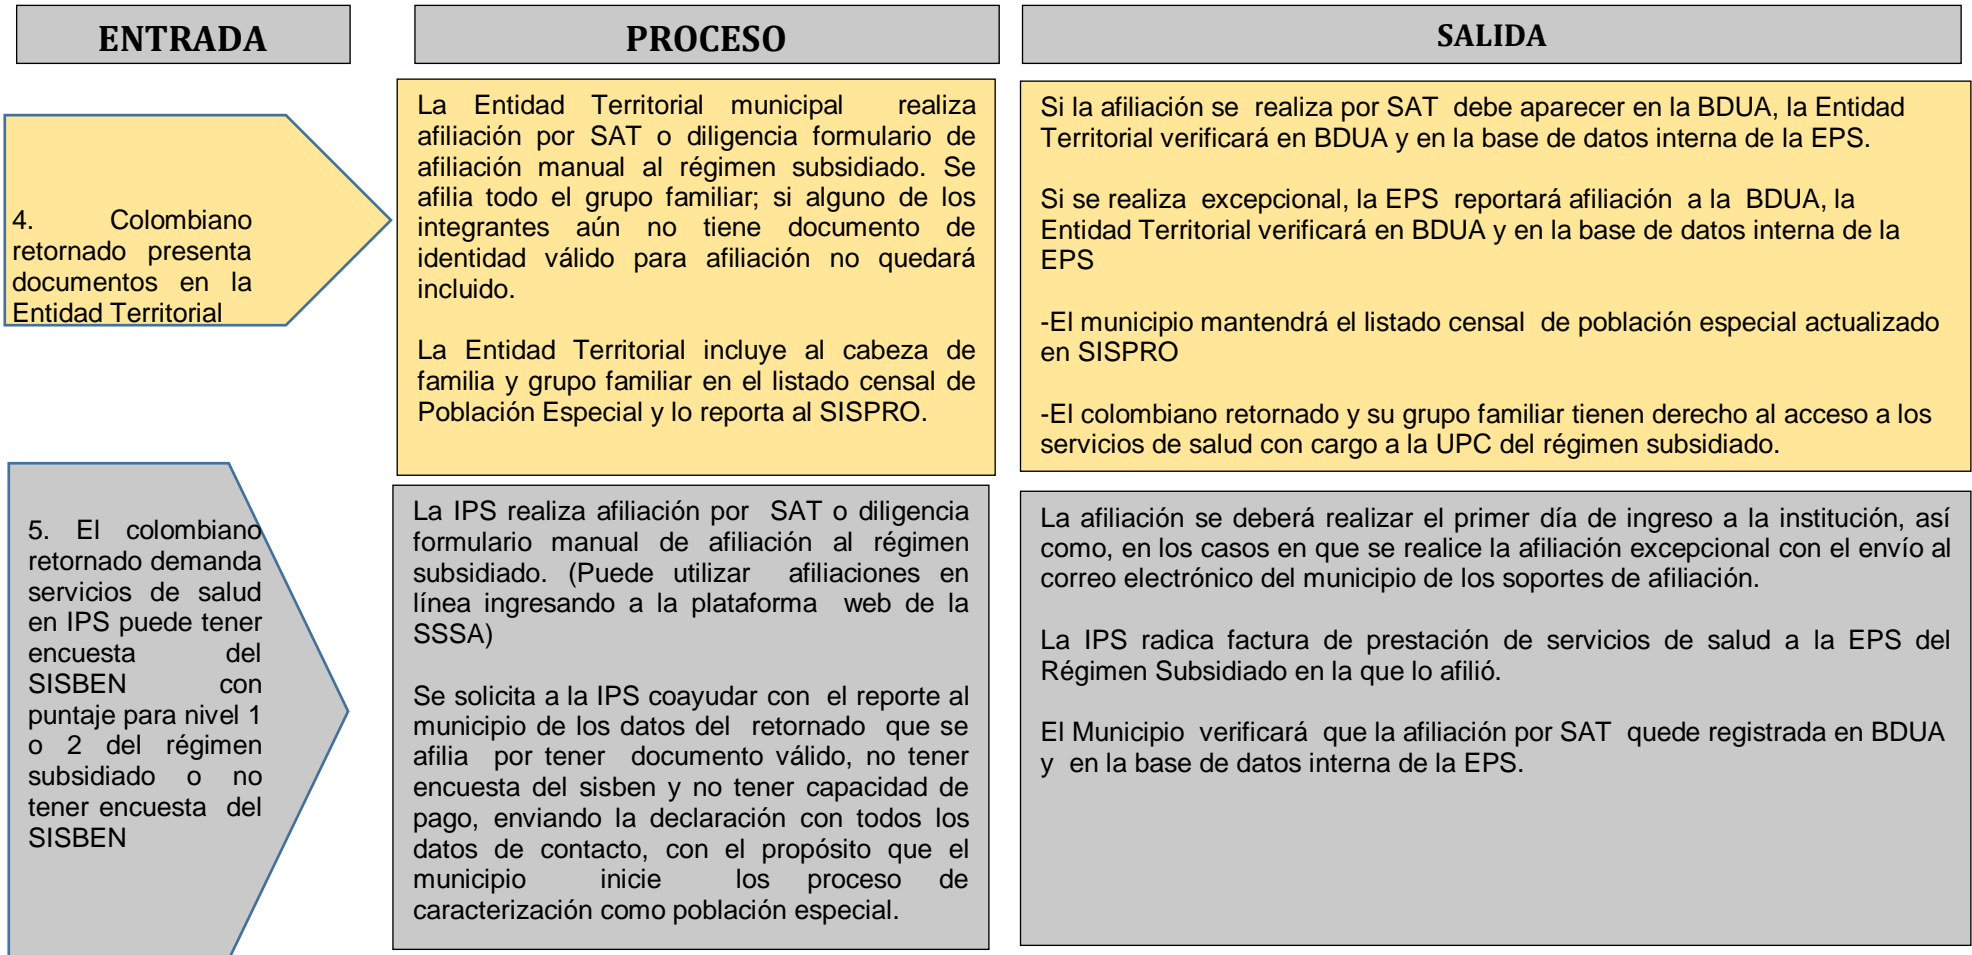 ENTRADA
PROCESO
SALIDA
4. Colombiano
retornado presenta
documentos en la
Entidad Territorial
La Entidad Territorial municipal realiza
afiliación por SAT o diligencia formulario de
afiliación manual al régimen subsidiado. Se
afilia todo el grupo familiar; si alguno de los
integrantes aún no tiene documento de
identidad válido para afiliación no quedará
incluido.
La Entidad Territorial incluye al cabeza de
familia y grupo familiar en el listado censal de
Población Especial y lo reporta al SISPRO.
Si la afiliación se realiza por SAT debe aparecer en la BDUA, la Entidad
Territorial verificará en BDUA y en la base de datos interna de la EPS.
Si se realiza excepcional, la EPS reportará afiliación a la BDUA, la
Entidad Territorial verificará en BDUA y en la base de datos interna de la
EPS
-El municipio mantendrá el listado censal de población especial actualizado
en SISPRO
-El colombiano retornado y su grupo familiar tienen derecho al acceso a los
servicios de salud con cargo a la UPC del régimen subsidiado.
5. El colombiano
retornado demanda
servicios de salud
en IPS puede tener
encuesta del
SISBEN con
puntaje para nivel 1
o 2 del régimen
subsidiado o no
tener encuesta del
SISBEN
La IPS realiza afiliación por SAT o diligencia
formulario manual de afiliación al régimen
subsidiado. (Puede utilizar afiliaciones en
línea ingresando a la plataforma web de la
SSSA)
Se solicita a la IPS coayudar con el reporte al
municipio de los datos del retornado que se
afilia por tener documento válido, no tener
encuesta del sisben y no tener capacidad de
pago, enviando la declaración con todos los
datos de contacto, con el propósito que el
municipio inicie los proceso de
caracterización como población especial.
La afiliación se deberá realizar el primer día de ingreso a la institución, así
como, en los casos en que se realice la afiliación excepcional con el envío al
correo electrónico del municipio de los soportes de afiliación.
La IPS radica factura de prestación de servicios de salud a la EPS del
Régimen Subsidiado en la que lo afilió.
El Municipio verificará que la afiliación por SAT quede registrada en BDUA
y en la base de datos interna de la EPS.